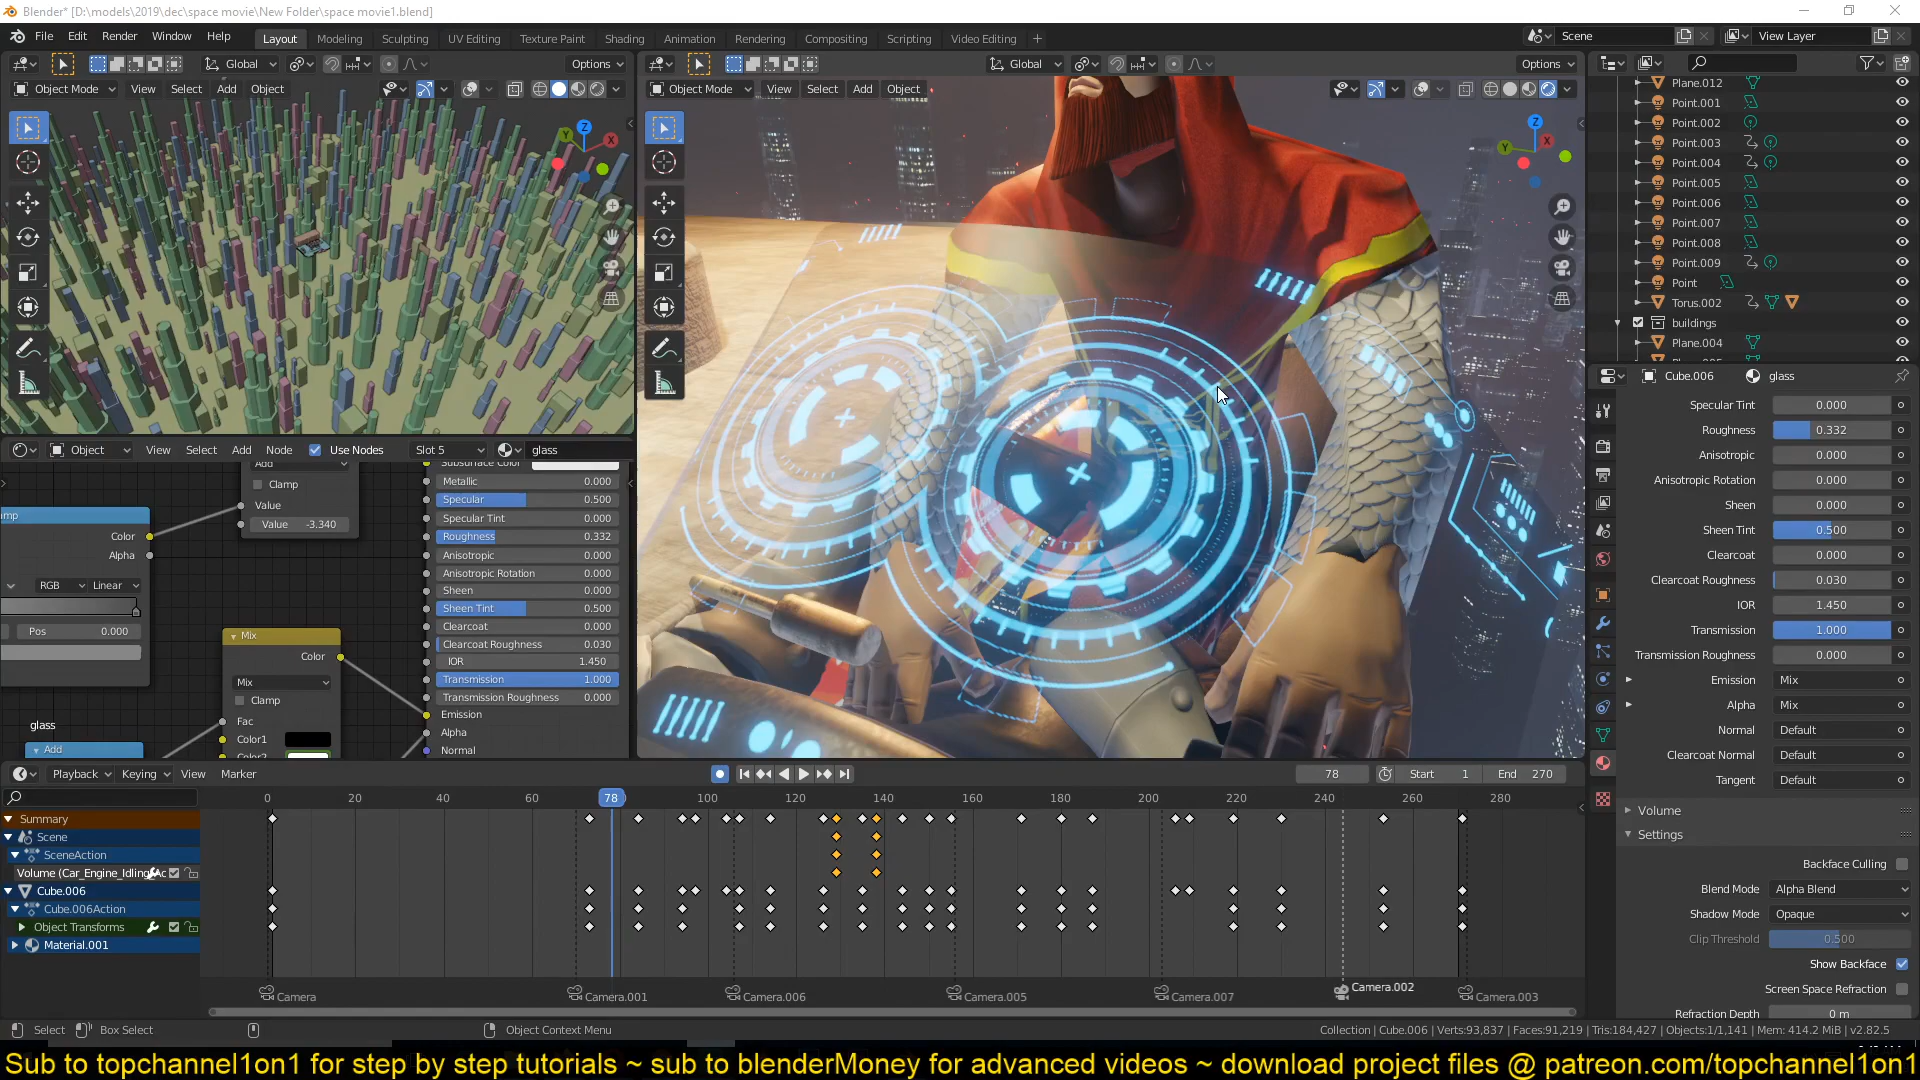 Blender* [D:\models\2019\dec\space movie\New Folder\space movie1.blend]
File Edit Render Window Help
Layout Modeling Sculpting UV Editing Texture Paint Shading Animation Rendering Compositing Scripting Video Editing +
Scene
View Layer
Global
Options
Object Mode View Select Add Object
Z
Y
X
Global
Options
Object Mode View Select Add Object
Z
Y
X
Plane.012
Point.001
Point.002
Point.003
Point.004
Point.005
Point.006
Point.007
Point.008
Point.009
Point
Torus.002
buildings
Plane.004
Cube.006 glass
Specular Tint 0.000
Roughness 0.332
Anisotropic 0.000
Anisotropic Rotation 0.000
Sheen 0.000
Sheen Tint 0.500
Clearcoat 0.000
Clearcoat Roughness 0.030
IOR 1.450
Transmission 1.000
Transmission Roughness 0.000
Emission Mix
Alpha Mix
Normal Default
Clearcoat Normal Default
Tangent Default
Volume
Settings
Backface Culling
Blend Mode Alpha Blend
Shadow Mode Opaque
Clip Threshold 0.500
Show Backface
Screen Space Refraction
Refraction Depth 0 m
Object View Select Add Node Use Nodes Slot 5 glass
Add
Clamp
Value
Value -3.340
Color
Alpha
RGB Linear
Pos 0.000
Mix
Color
Mix
Clamp
Fac
Color1
Color2
glass
Add
Subsurface Color
Metallic 0.000
Specular 0.500
Specular Tint 0.000
Roughness 0.332
Anisotropic 0.000
Anisotropic Rotation 0.000
Sheen 0.000
Sheen Tint 0.500
Clearcoat 0.000
Clearcoat Roughness 0.030
IOR 1.450
Transmission 1.000
Transmission Roughness 0.000
Emission
Alpha
Normal
Playback Keying View Marker
78 Start 1 End 270
0 20 40 60 78 100 120 140 160 180 200 220 240 260 280
Summary
Scene
SceneAction
Volume (Car_Engine_Idling
Cube.006
Cube.006Action
Object Transforms
Material.001
Camera Camera.001 Camera.006 Camera.005 Camera.007 Camera.002 Camera.003
Select Box Select Object Context Menu
Collection | Cube.006 | Verts:93,837 | Faces:91,219 | Tris:184,427 | Objects:1/1,141 | Mem: 414.2 MiB | v2.82.5
Sub to topchannel1on1 for step by step tutorials ~ sub to blenderMoney for advanced videos ~ download project files @ patreon.com/topchannel1on1